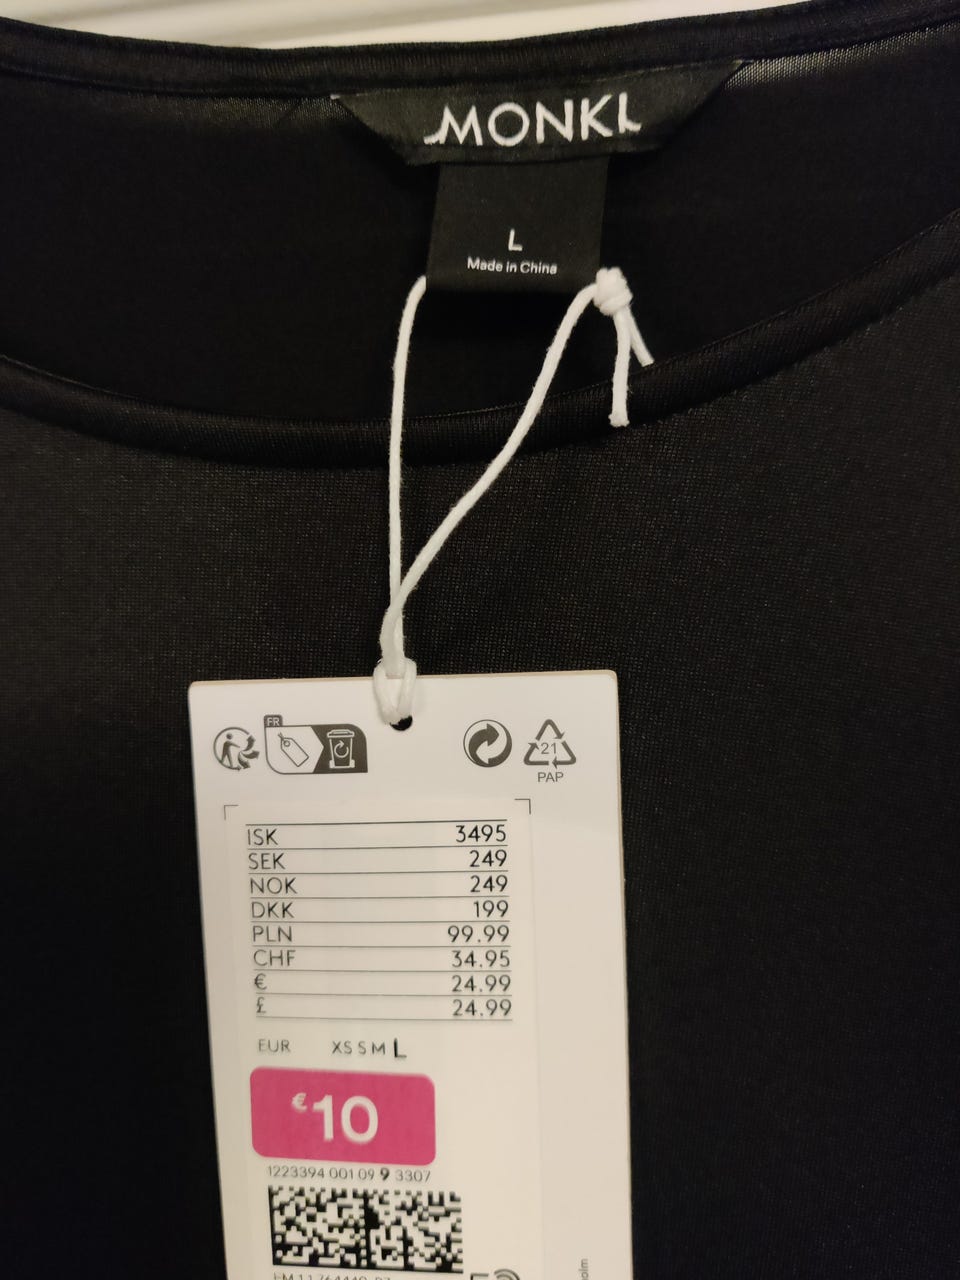 MONKI
L
Made in China
FR
21
PAP
ISK 3495
SEK 249
NOK 249
DKK 199
PLN 99.99
CHF 34.95
€ 24.99
£ 24.99
EUR XS S M L
€10
1223394 001 09 9 3307